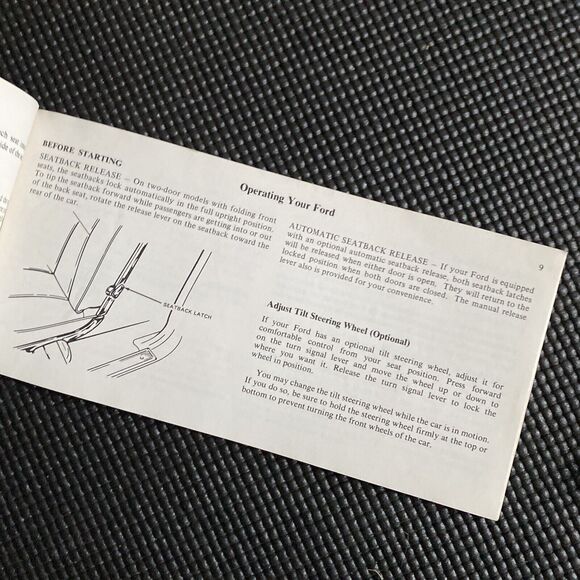 ach seat
side of the
BEFORE STARTING
SEATBACK RELEASE – On two-door models with folding front
seats, the seatbacks lock automatically in the full upright position.
To tip the seatback forward while passengers are getting into or out
of the back seat, rotate the release lever on the seatback toward the
rear of the car.
SEATBACK LATCH
Operating Your Ford
9
AUTOMATIC SEATBACK RELEASE – If your Ford is equipped
with an optional automatic seatback release, both seatback latches
will be released when either door is open. They will return to the
locked position when both doors are closed. The manual release
lever also is provided for your convenience.
Adjust Tilt Steering Wheel (Optional)
If your Ford has an optional tilt steering wheel, adjust it for
comfortable control from your seat position. Press forward
on the turn signal lever and move the wheel up or down to
where you want it. Release the turn signal lever to lock the
wheel in position.
You may change the tilt steering wheel while the car is in motion.
If you do so, be sure to hold the steering wheel firmly at the top or
bottom to prevent turning the front wheels of the car.